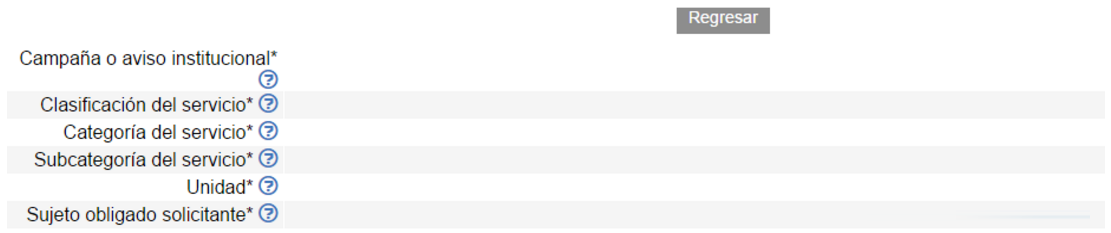 Regresar
Campaña o aviso institucional*
Clasificación del servicio*
Categoría del servicio*
Subcategoría del servicio*
Unidad*
Sujeto obligado solicitante*